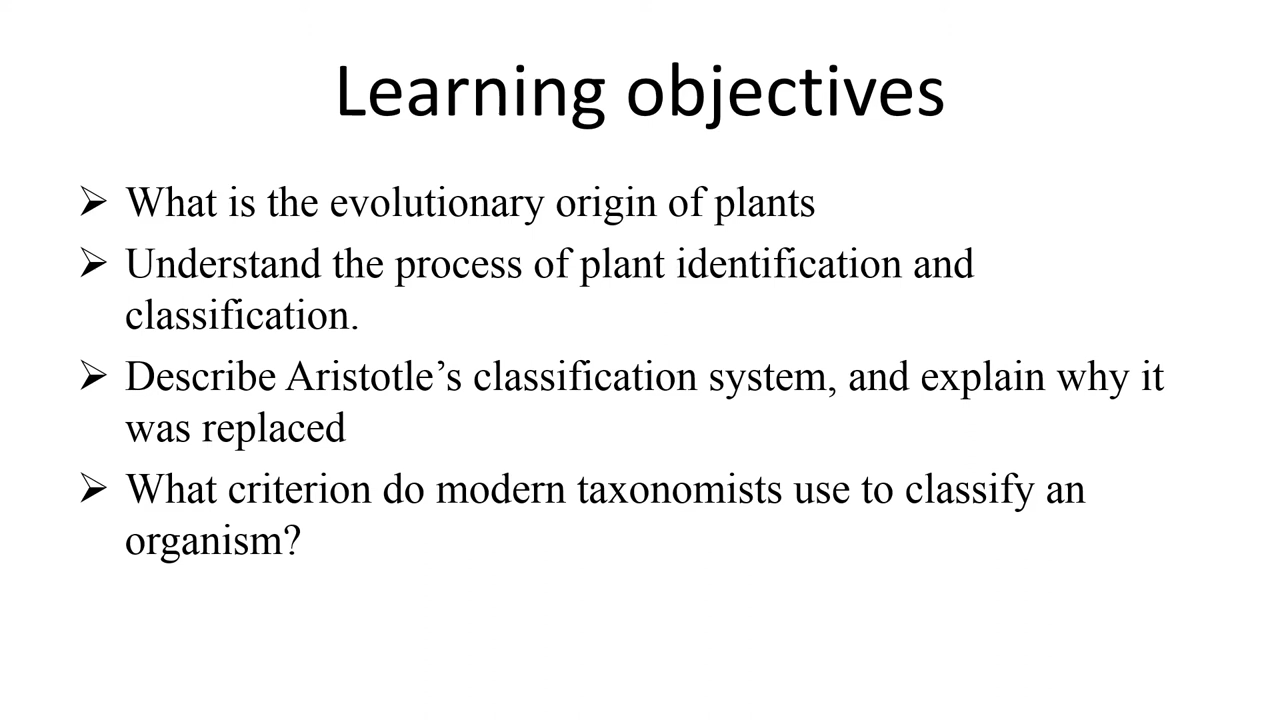 Learning objectives
➢ What is the evolutionary origin of plants
➢ Understand the process of plant identification and
classification.
➢ Describe Aristotle’s classification system, and explain why it
was replaced
➢ What criterion do modern taxonomists use to classify an
organism?